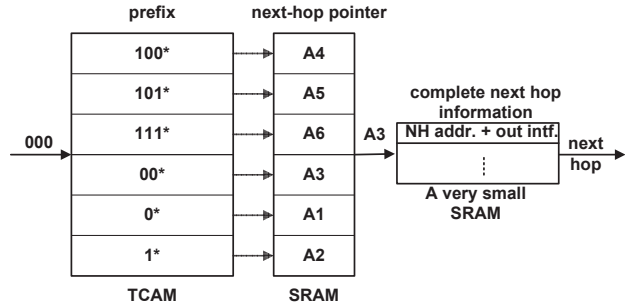 prefix
next-hop pointer
100*
A4
101*
A5
111*
A6
00*
A3
0*
A1
1*
A2
000
A3
complete next hop
information
NH addr. + out intf.
A very small
SRAM
next
hop
TCAM
SRAM